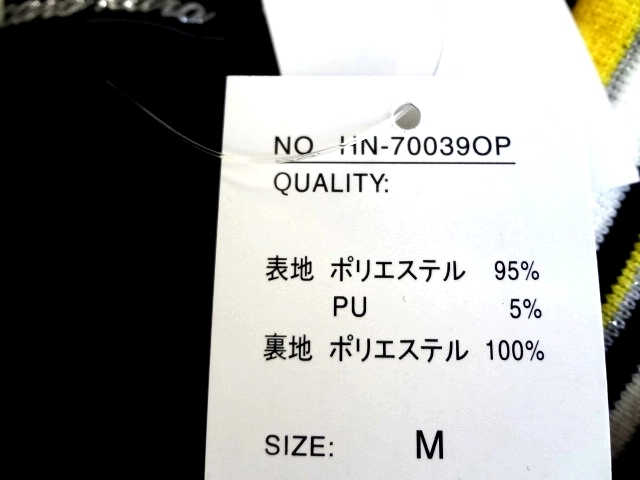 NO HN-70039OP
QUALITY:
表地 ポリエステル 95%
PU 5%
裏地 ポリエステル 100%
SIZE: M